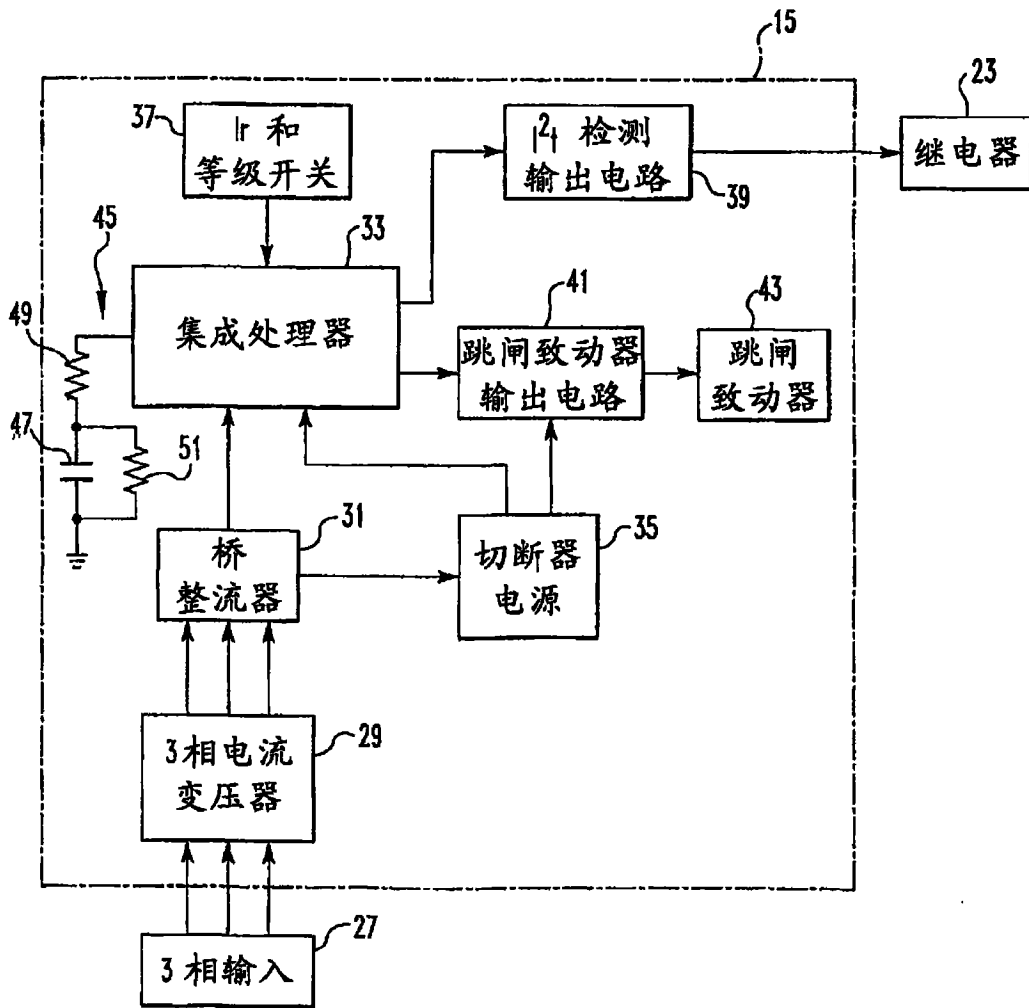 15
23
37
Ir 和
等级开关
I²t 检测
输出电路
39
继电器
45
33
集成处理器
49
41
跳闸致动器
输出电路
43
跳闸
致动器
47
51
31
桥
整流器
35
切断器
电源
3相电流
变压器
29
3相输入
27